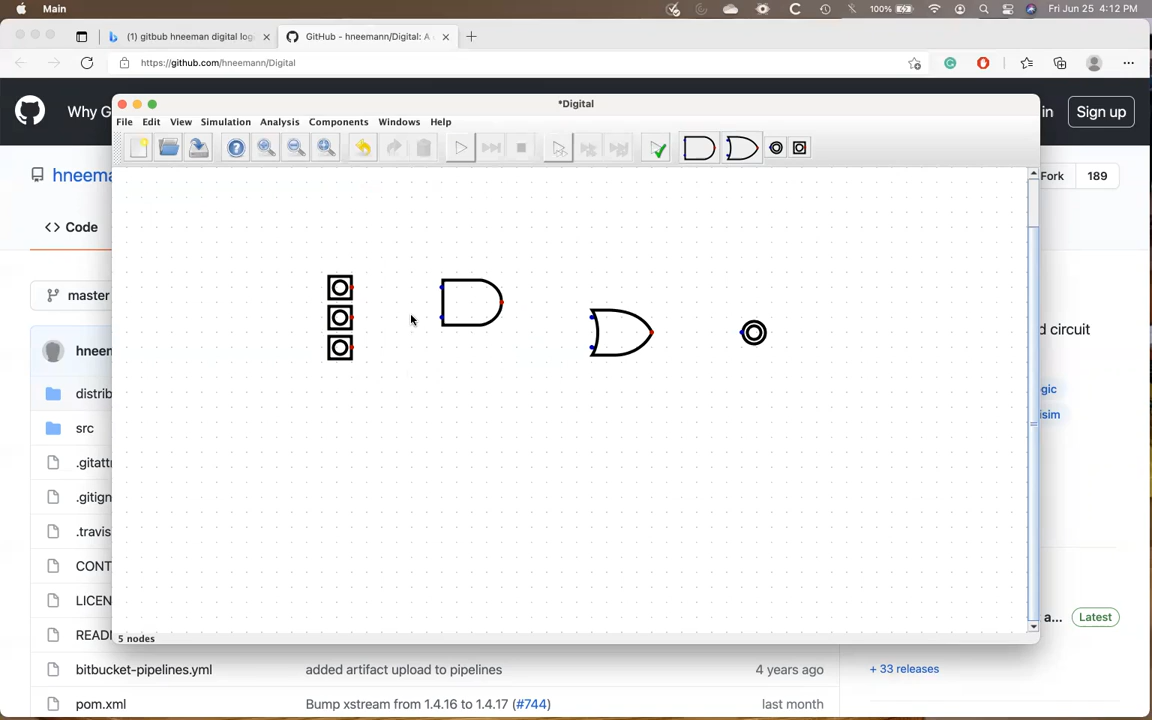 Main
100%
Fri Jun 25 4:12 PM
(1) gitbub hneeman digital log
GitHub - hneemann/Digital: A
https://github.com/hneemann/Digital
Why G
in
Sign up
*Digital
File Edit View Simulation Analysis Components Windows Help
hneem
Fork 189
Code
master
hneen
d circuit
distrib
gic
isim
src
.gitattr
.gitign
.travis
CONT
LICEN
a... Latest
READ
5 nodes
bitbucket-pipelines.yml added artifact upload to pipelines 4 years ago
+ 33 releases
pom.xml Bump xstream from 1.4.16 to 1.4.17 (#744) last month